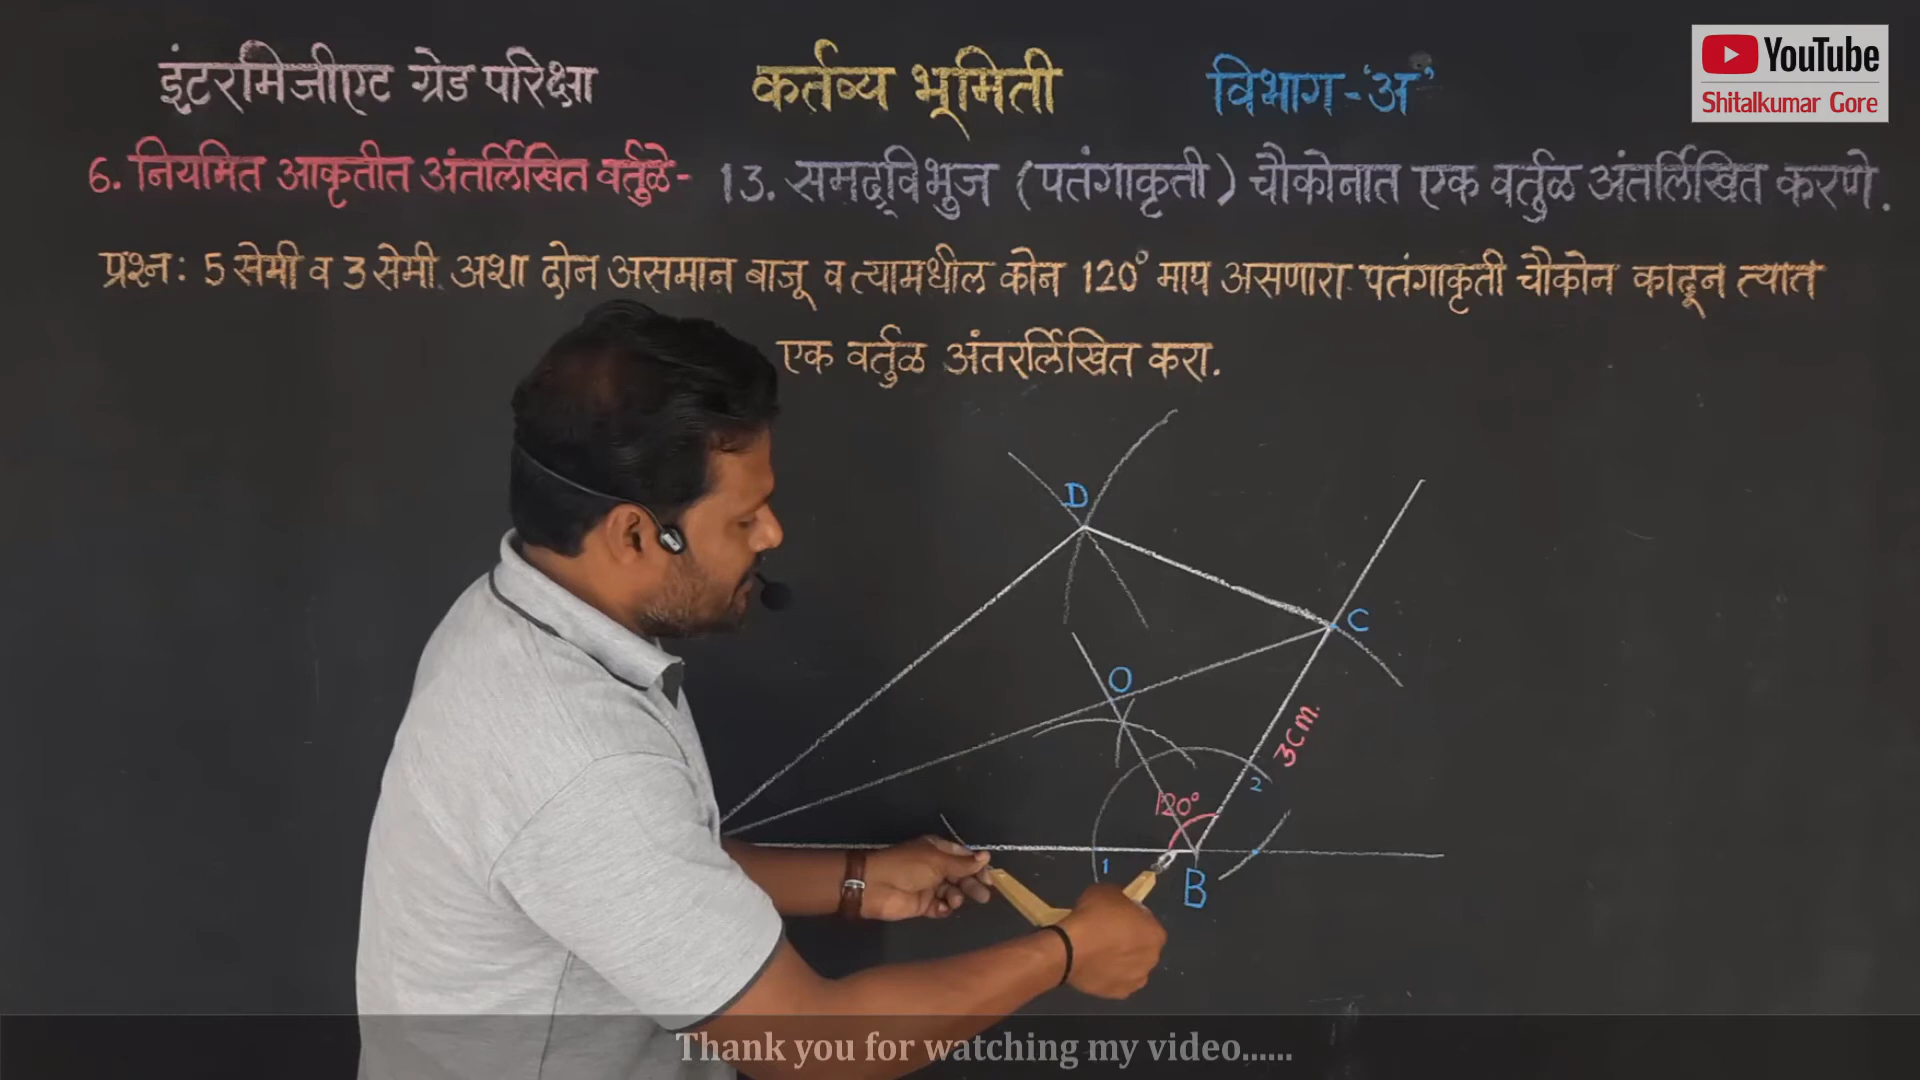 इंटरमिजीएट ग्रेड परिक्षा कर्तव्य भूमिती विभाग-'अ'
YouTube
Shitalkumar Gore
6. नियमित आकृतीत अंतर्लिखित वर्तुळे- 13. समद्विभुज (पतंगाकृती) चौकोनात एक वर्तुळ अंतर्लिखित करणे.
प्रश्न: 5 सेमी व 3 सेमी. अशा दोन असमान बाजू व त्यामधील कोन 120° माप असणारा पतंगाकृती चौकोन काढून त्यात
एक वर्तुळ अंतरर्लिखित करा.
D
C
O
3cm.
2
120°
1
B
Thank you for watching my video......